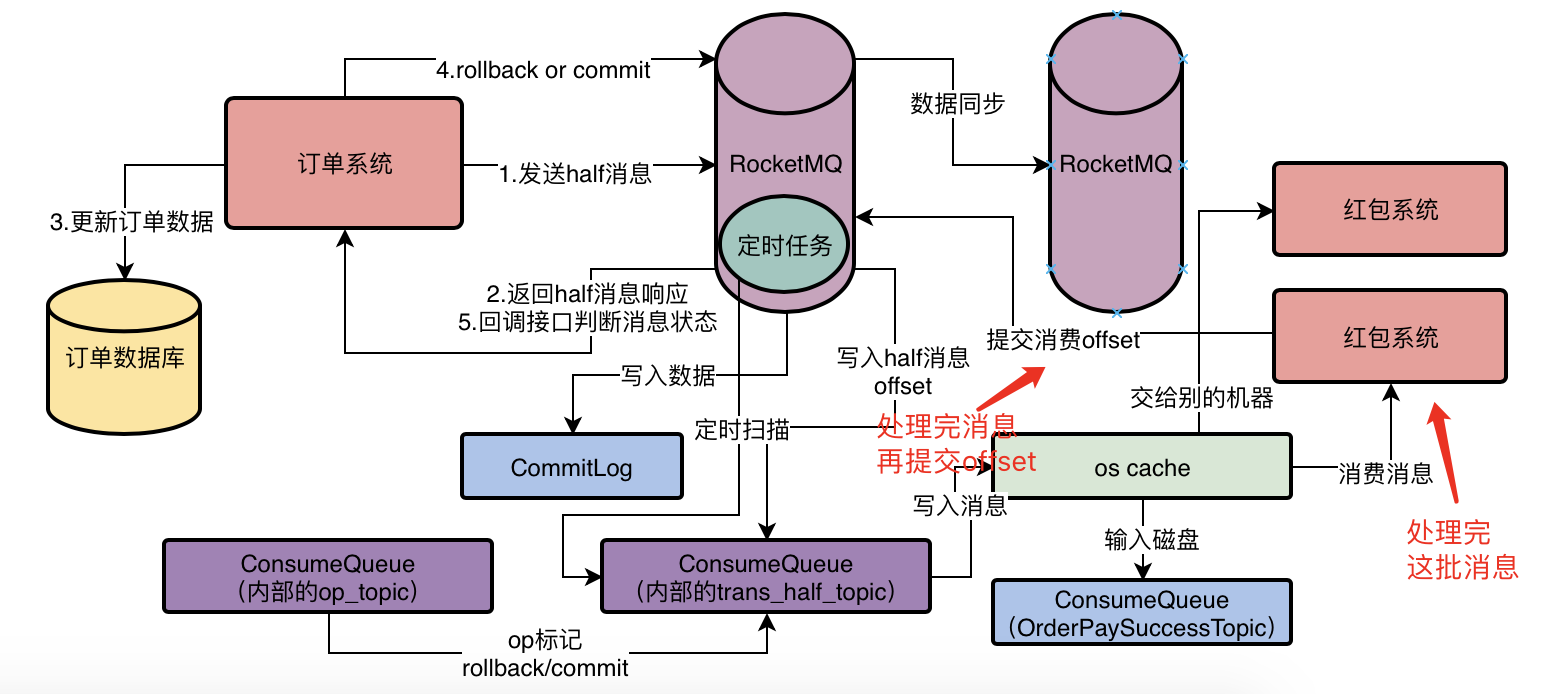 4.rollback or commit
数据同步
订单系统
1.发送half消息
RocketMQ
RocketMQ
红包系统
3.更新订单数据
定时任务
2.返回half消息响应
5.回调接口判断消息状态
提交消费offset
红包系统
订单数据库
写入数据
写入half消息
offset
交给别的机器
定时扫描
处理完消息
再提交offset
CommitLog
os cache
消费消息
写入消息
处理完
这批消息
输入磁盘
ConsumeQueue
（内部的op_topic）
ConsumeQueue
（内部的trans_half_topic）
ConsumeQueue
（OrderPaySuccessTopic）
op标记
rollback/commit